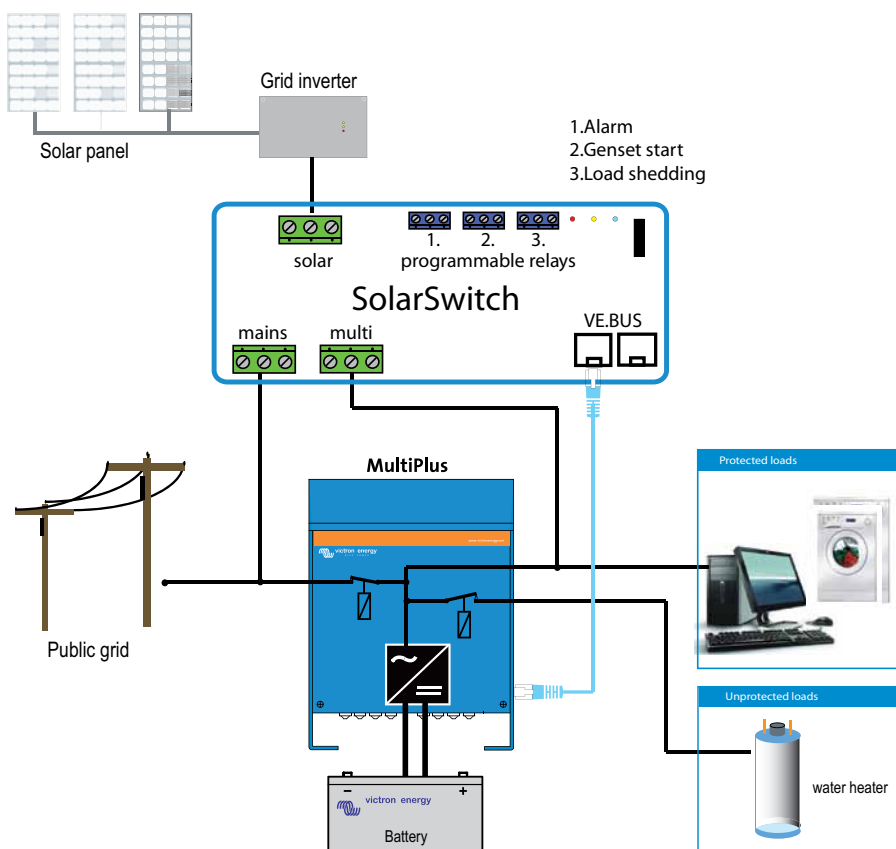 Grid inverter
Solar panel
1.Alarm
2.Genset start
3.Load shedding
solar
1.
2.
3.
programmable relays
SolarSwitch
mains
multi
VE.BUS
MultiPlus
victron energy
Public grid
Protected loads
Unprotected loads
water heater
– +
victron energy
Battery